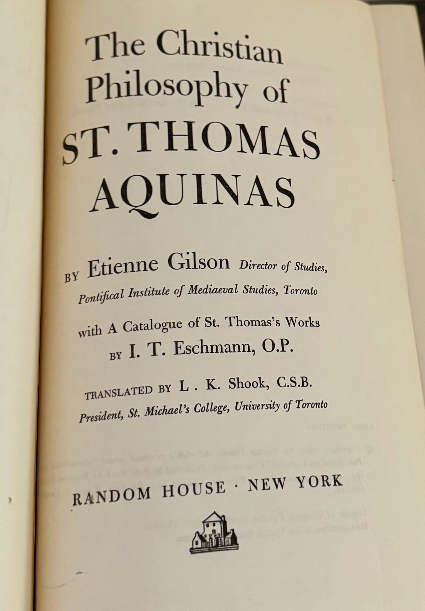 The Christian
Philosophy of
ST. THOMAS
AQUINAS
BY Etienne Gilson Director of Studies,
Pontifical Institute of Mediaeval Studies, Toronto
with A Catalogue of St. Thomas's Works
BY I. T. Eschmann, O.P.
TRANSLATED BY L. K. Shook, C.S.B.
President, St. Michael's College, University of Toronto
RANDOM HOUSE · NEW YORK